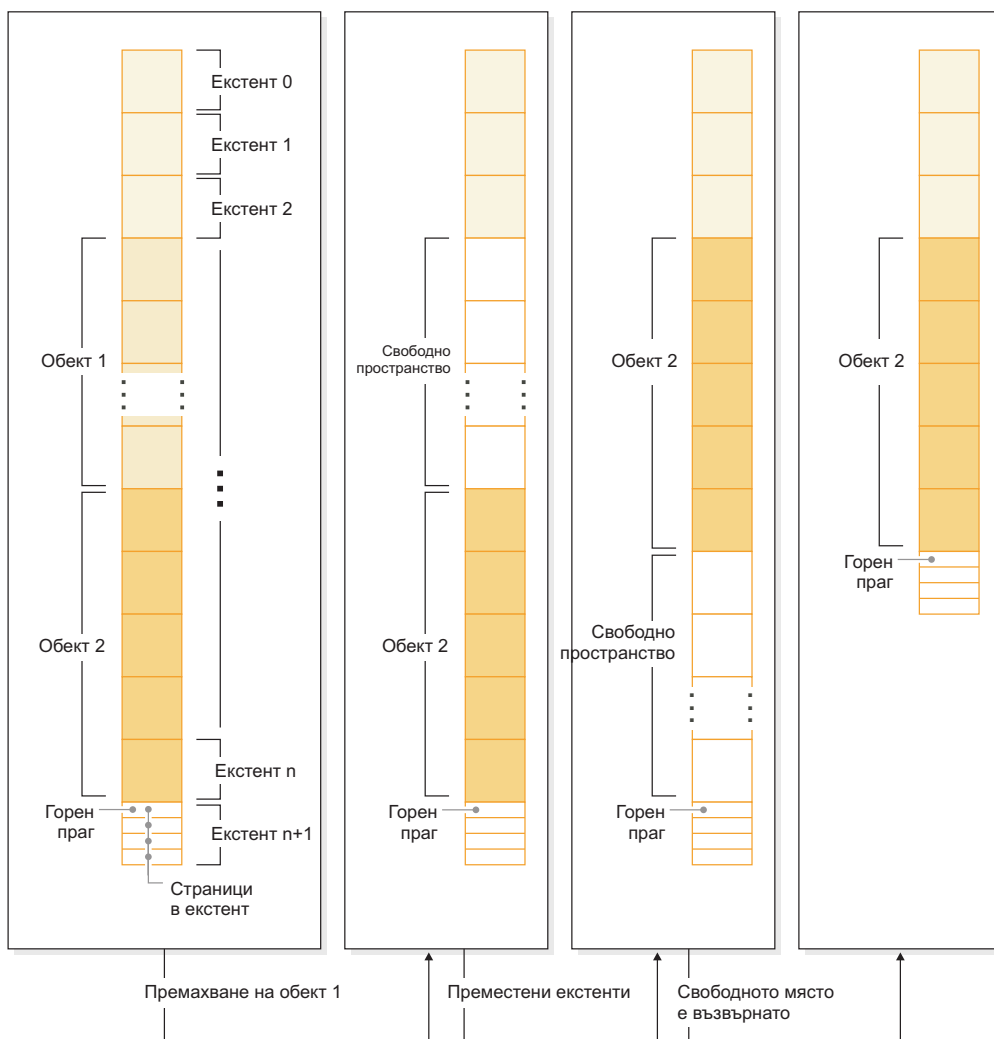 Екстент 0
Екстент 1
Екстент 2
Обект 1
Обект 2
Екстент n
Горен
праг
Екстент n+1
Страници
в екстент
Свободно
пространство
Обект 2
Горен
праг
Обект 2
Свободно
пространство
Горен
праг
Обект 2
Горен
праг
Премахване на обект 1
Преместени екстенти
Свободното място
е възвърнато